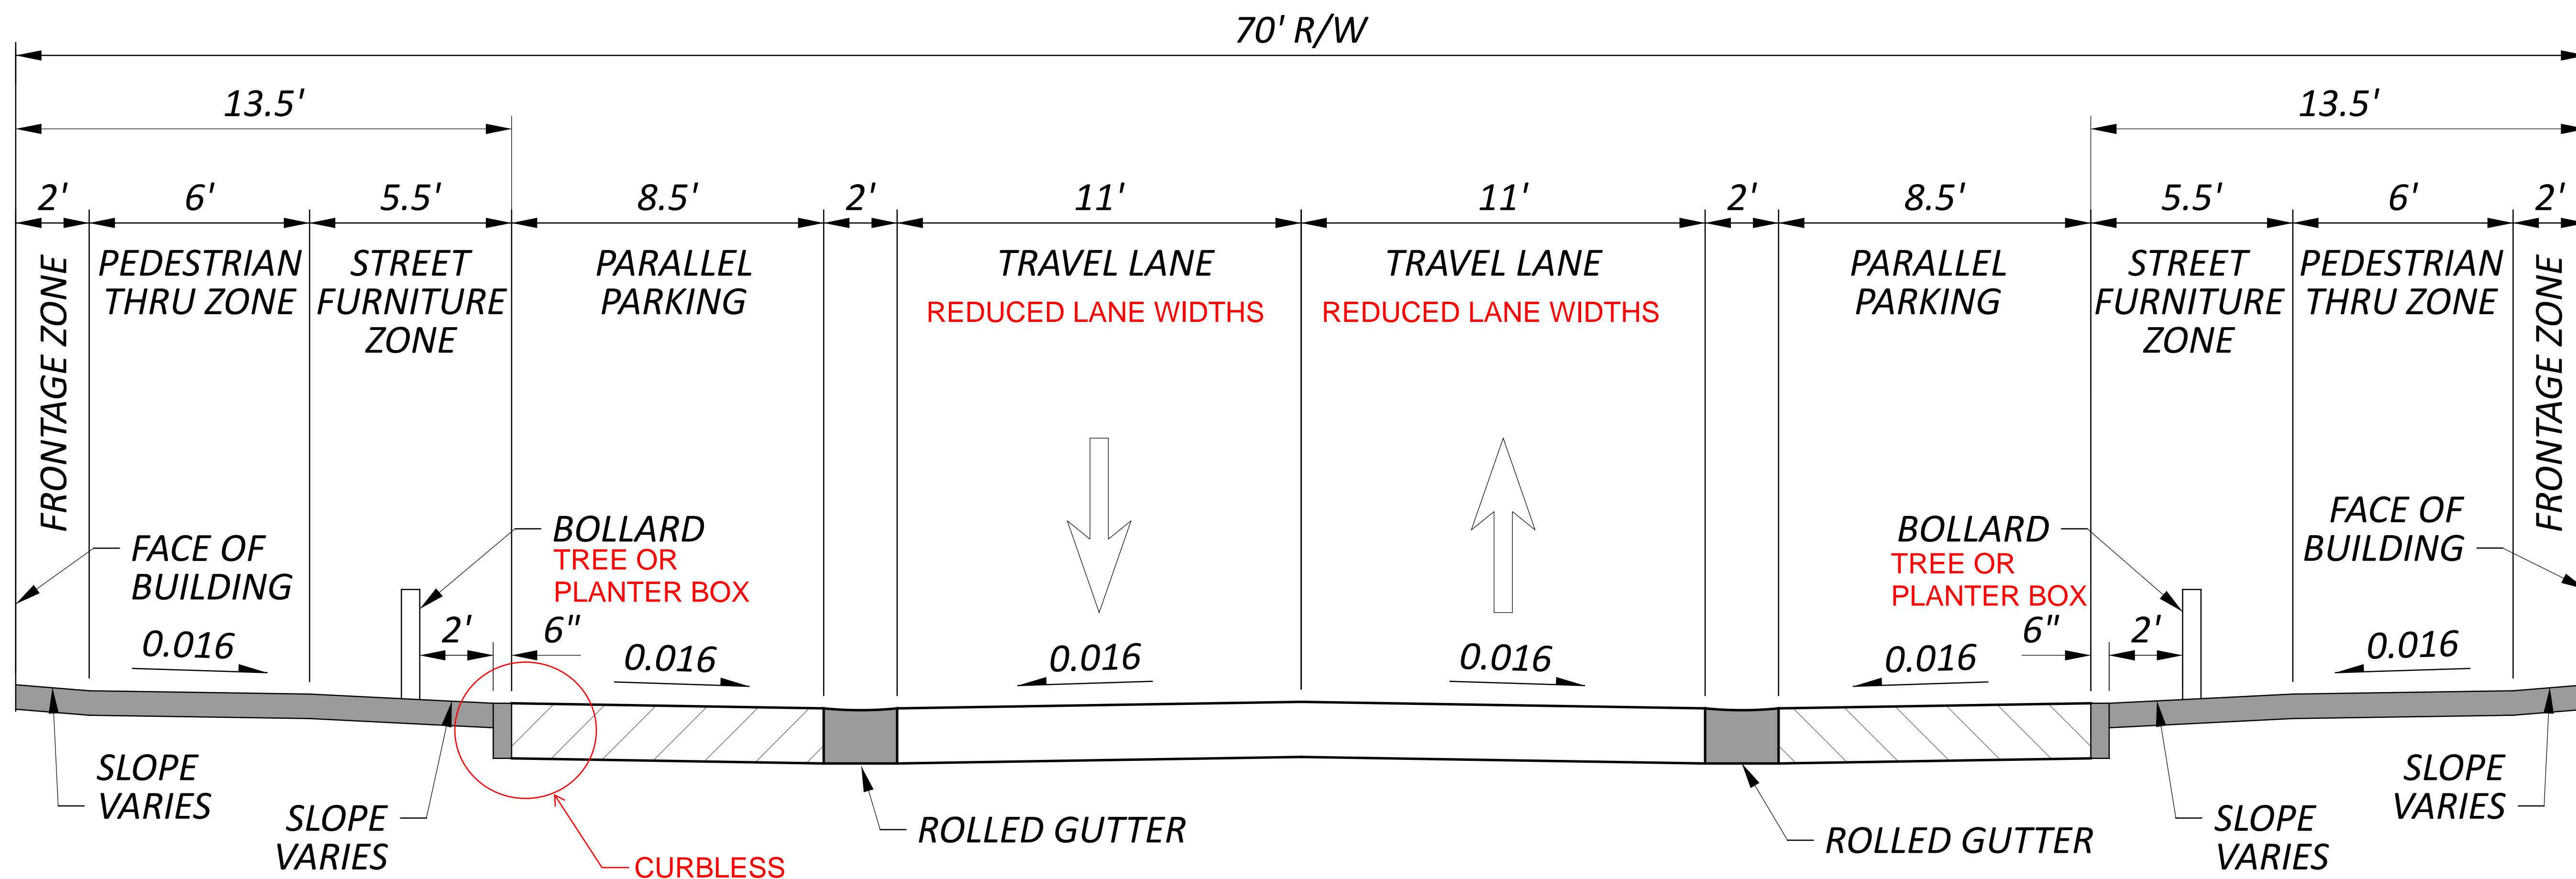 70' R/W
13.5'
13.5'
2'
6'
5.5'
8.5'
2'
11'
11'
2'
8.5'
5.5'
6'
2'
FRONTAGE ZONE
PEDESTRIAN
THRU ZONE
STREET
FURNITURE
ZONE
PARALLEL
PARKING
TRAVEL LANE
REDUCED LANE WIDTHS
TRAVEL LANE
REDUCED LANE WIDTHS
PARALLEL
PARKING
STREET
FURNITURE
ZONE
PEDESTRIAN
THRU ZONE
FRONTAGE ZONE
FACE OF
BUILDING
BOLLARD
TREE OR
PLANTER BOX
BOLLARD
TREE OR
PLANTER BOX
FACE OF
BUILDING
0.016
2'
6"
0.016
0.016
0.016
0.016
6"
2'
0.016
SLOPE
VARIES
SLOPE
VARIES
CURBLESS
ROLLED GUTTER
ROLLED GUTTER
SLOPE
VARIES
SLOPE
VARIES